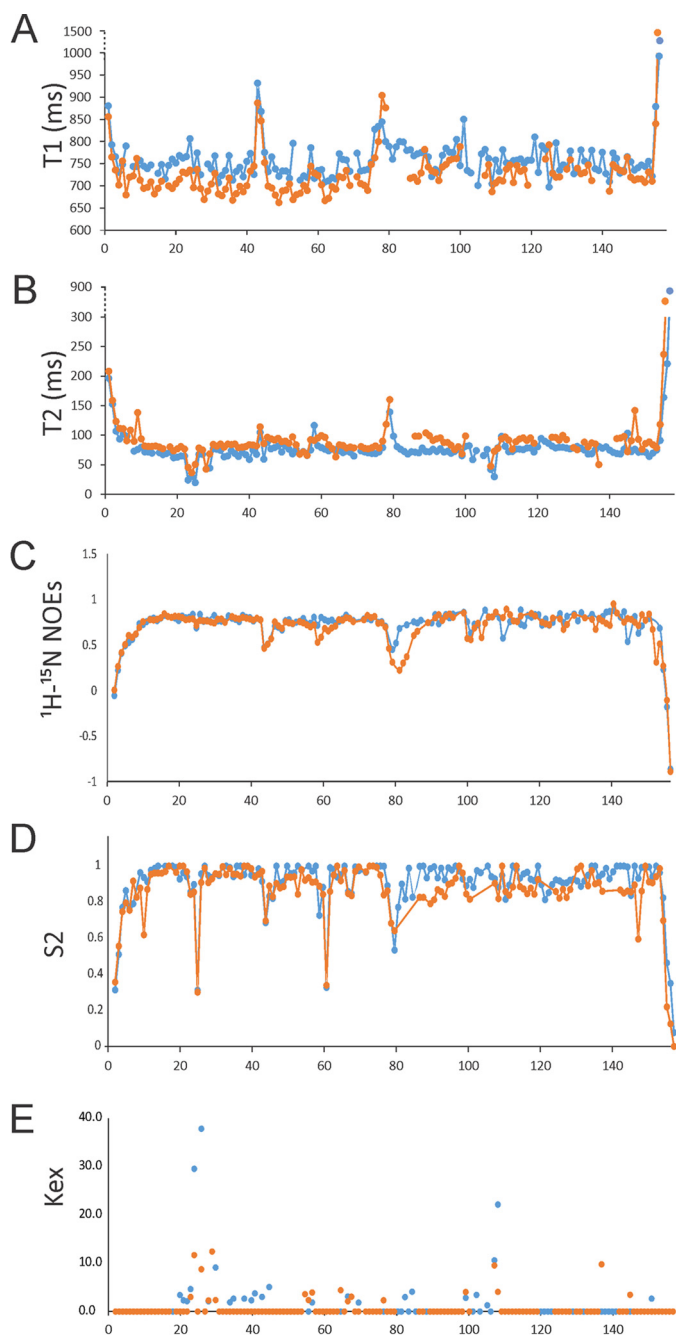 A
T1 (ms)
1500
1000
950
900
850
800
750
700
650
600
0 20 40 60 80 100 120 140
B
T2 (ms)
900
300
200
150
100
50
0
0 20 40 60 80 100 120 140
C
¹H-¹⁵N NOEs
1.5
1
0.5
0
-0.5
-1
0 20 40 60 80 100 120 140
D
S2
1
0.8
0.6
0.4
0.2
0
0 20 40 60 80 100 120 140
E
Kex
40.0
30.0
20.0
10.0
0.0
0 20 40 60 80 100 120 140